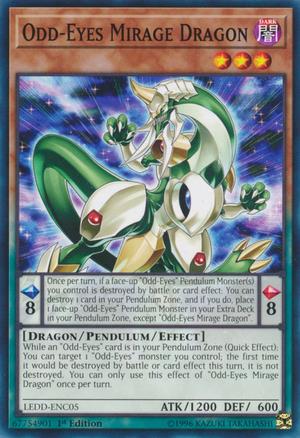 ODD-EYES MIRAGE DRAGON
DARK
闇
Once per turn, if a face-up "Odd-Eyes" Pendulum Monster(s)
you control is destroyed by battle or card effect: You can
destroy 1 card in your Pendulum Zone, and if you do, place
1 face-up "Odd-Eyes" Pendulum Monster in your Extra Deck
in your Pendulum Zone, except "Odd-Eyes Mirage Dragon".
8
8
[DRAGON/PENDULUM/EFFECT]
While an "Odd-Eyes" card is in your Pendulum Zone (Quick Effect):
You can target 1 "Odd-Eyes" monster you control; the first time
it would be destroyed by battle or card effect this turn, it is not
destroyed. You can only use this effect of "Odd-Eyes Mirage Dragon"
once per turn.
LEDD-ENC05
ATK/1200 DEF/ 600
67754901 1st Edition
©1996 KAZUKI TAKAHASHI